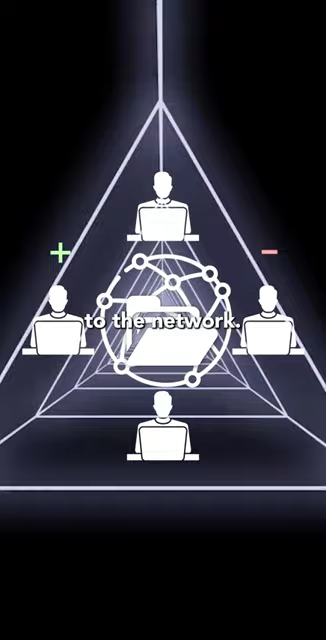 + −
to the network.